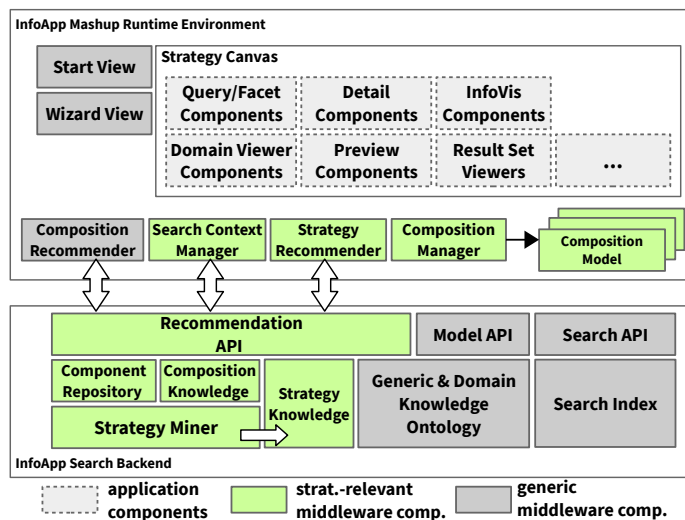 InfoApp Mashup Runtime Environment
Start View
Wizard View
Strategy Canvas
Query/Facet
Components
Detail
Components
InfoVis
Components
Domain Viewer
Components
Preview
Components
Result Set
Viewers
...
Composition
Recommender
Search Context
Manager
Strategy
Recommender
Composition
Manager
Composition
Model
Recommendation
API
Model API
Search API
Component
Repository
Composition
Knowledge
Strategy
Knowledge
Generic & Domain
Knowledge
Ontology
Search Index
Strategy Miner
InfoApp Search Backend
application
components
strat.-relevant
middleware comp.
generic
middleware comp.